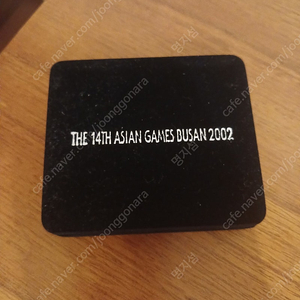 THE 14TH ASIAN GAMES BUSAN 2002
cafe.naver.com/joonggonara